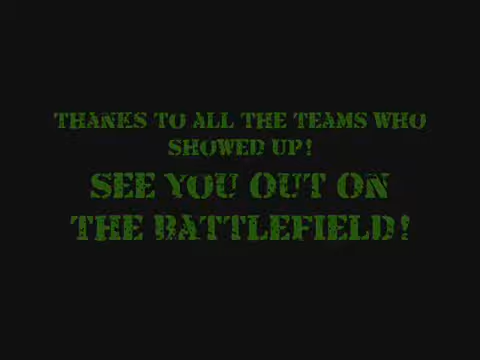 THANKS TO ALL THE TEAMS WHO
SHOWED UP!
SEE YOU OUT ON
THE BATTLEFIELD!